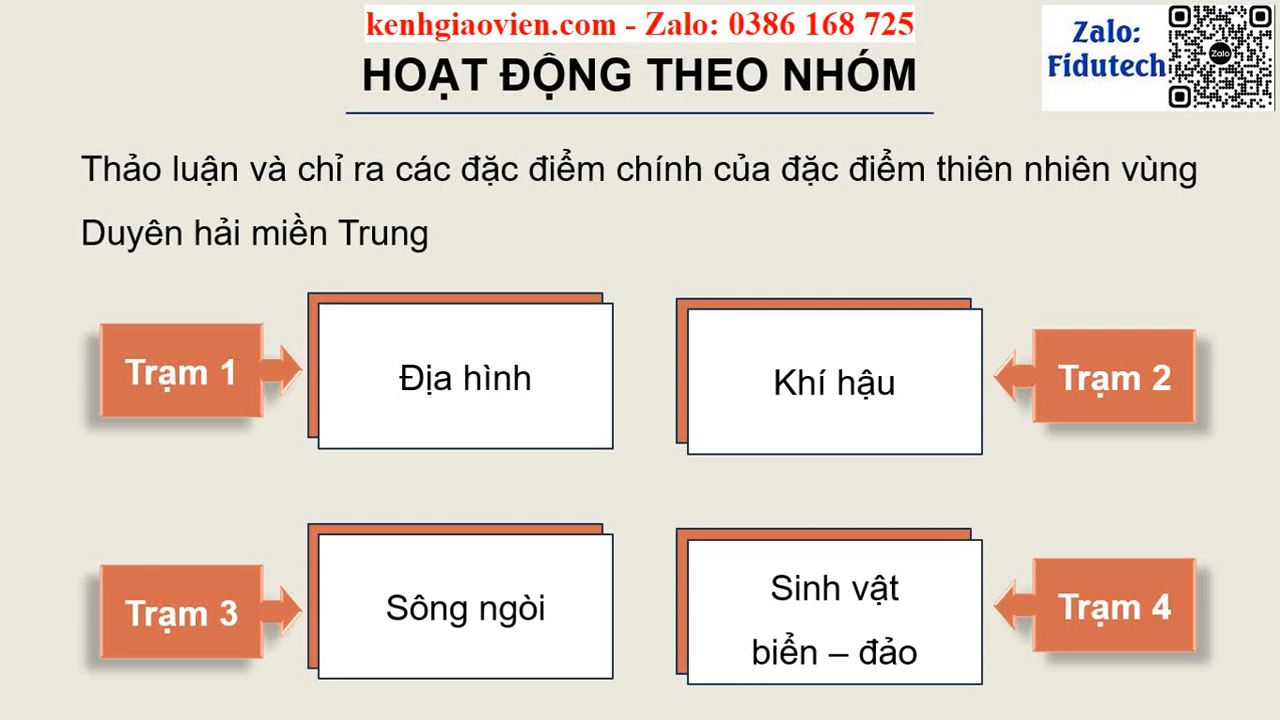 kenhgiaovien.com - Zalo: 0386 168 725
Zalo:
Fidutech
Zalo
HOẠT ĐỘNG THEO NHÓM
Thảo luận và chỉ ra các đặc điểm chính của đặc điểm thiên nhiên vùng
Duyên hải miền Trung
Trạm 1
Địa hình
Khí hậu
Trạm 2
Trạm 3
Sông ngòi
Sinh vật
biển – đảo
Trạm 4